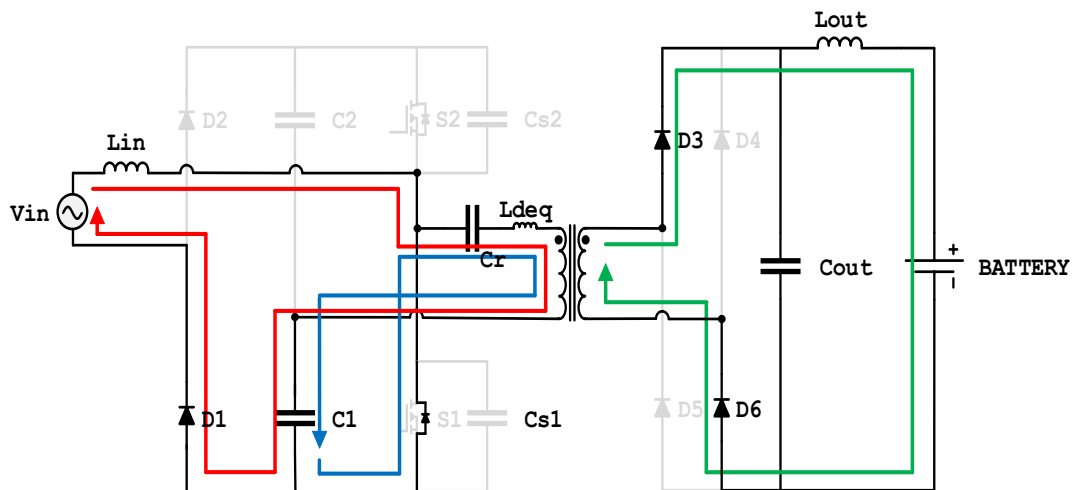 Lout
D2
C2
S2
Cs2
D3
D4
Lin
Vin
Ldeq
Cr
Cout
+
BATTERY
D1
C1
S1
Cs1
D5
D6